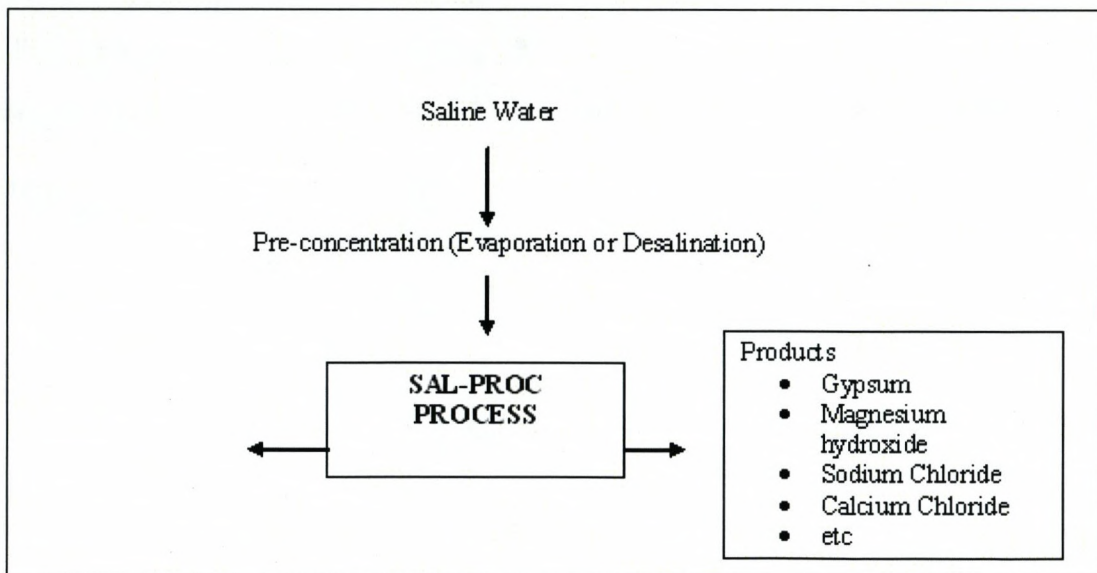 Saline Water
Pre-concentration (Evaporation or Desalination)
SAL-PROC
PROCESS
Products
• Gypsum
• Magnesium
hydroxide
• Sodium Chloride
• Calcium Chloride
• etc